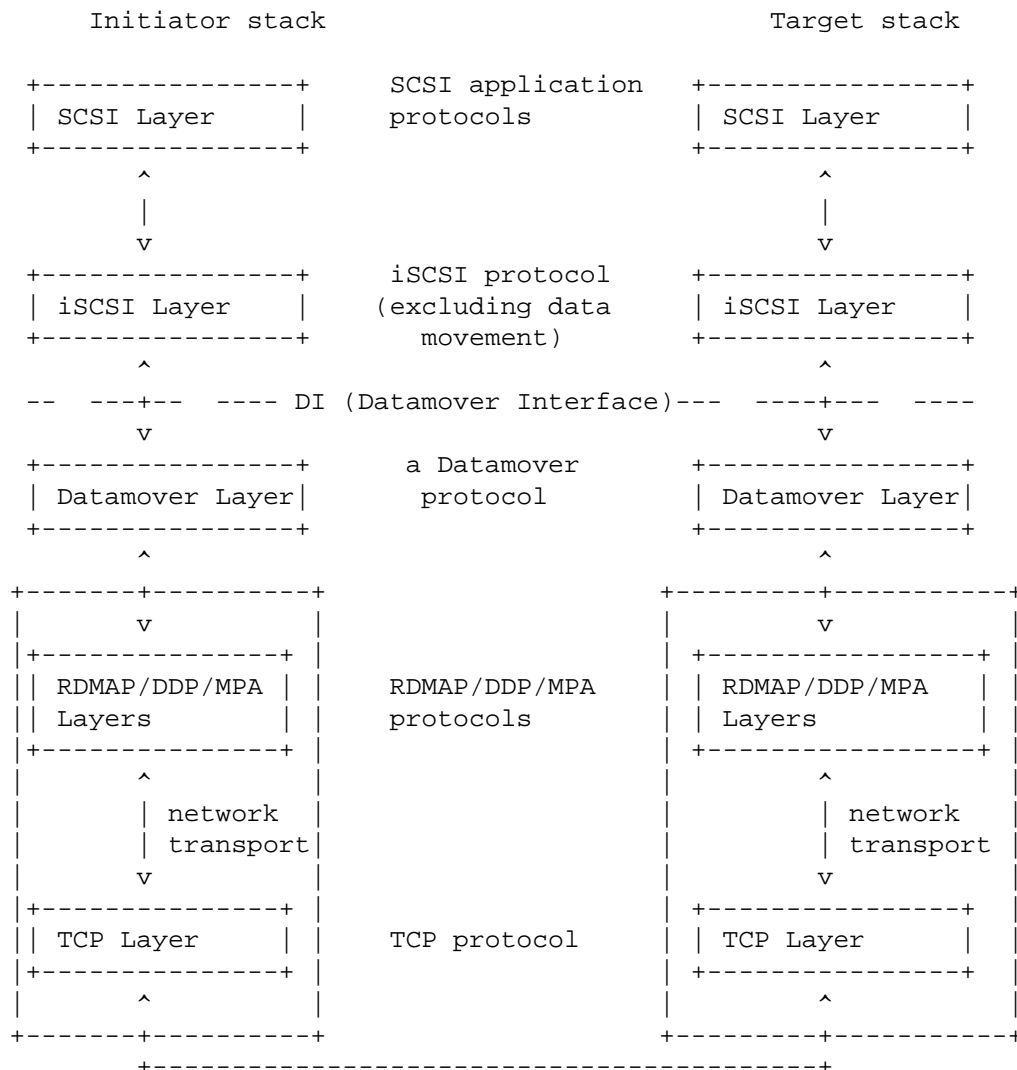 Initiator stack Target stack
SCSI Layer SCSI application protocols SCSI Layer
iSCSI Layer iSCSI protocol (excluding data movement) iSCSI Layer
DI (Datamover Interface)
Datamover Layer a Datamover protocol Datamover Layer
RDMAP/DDP/MPA RDMAP/DDP/MPA RDMAP/DDP/MPA
Layers protocols Layers
network network
transport transport
TCP Layer TCP protocol TCP Layer